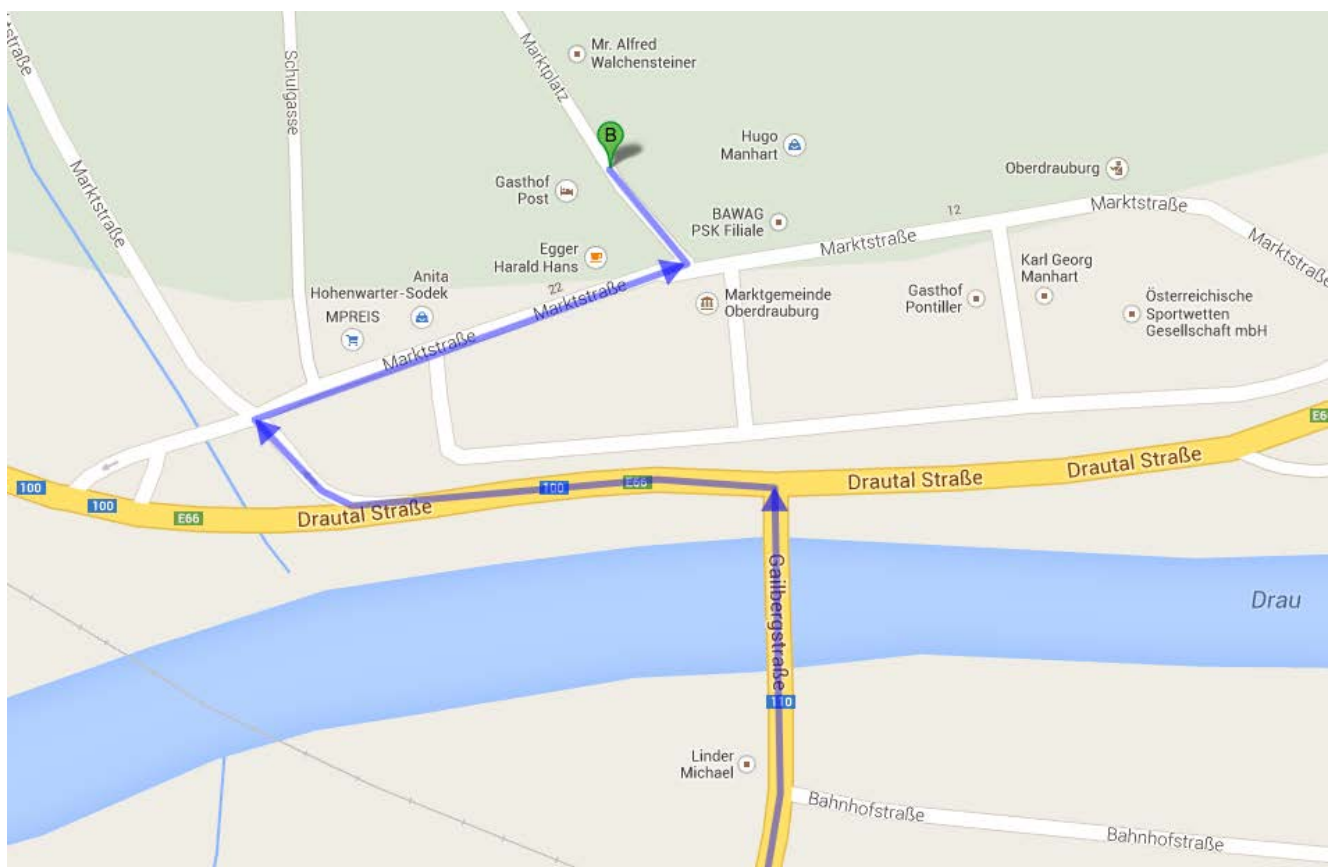 Marktstraße
Schulgasse
Marktplatz
Mr. Alfred
Walchensteiner
B
Hugo
Manhart
Oberdrauburg
Gasthof
Post
BAWAG
PSK Filiale
12
Marktstraße
Marktstraße
Marktstraße
Marktstraße
Egger
Harald Hans
Anita
Hohenwarter-Sodek
22
Marktstraße
MPREIS
Marktstraße
Marktgemeinde
Oberdrauburg
Gasthof
Pontiller
Karl Georg
Manhart
Österreichische
Sportwetten
Gesellschaft mbH
E66
100
100
E66
Drautal Straße
100
E66
Drautal Straße
Drautal Straße
Gailbergstraße
Drau
110
Linder
Michael
Bahnhofstraße
Bahnhofstraße